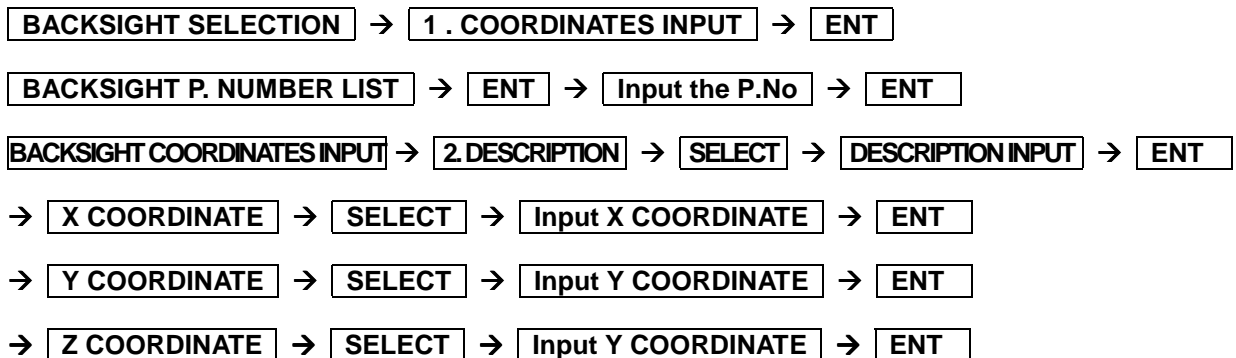 BACKSIGHT SELECTION → 1 . COORDINATES INPUT → ENT
BACKSIGHT P. NUMBER LIST → ENT → Input the P.No → ENT
BACKSIGHT COORDINATES INPUT → 2. DESCRIPTION → SELECT → DESCRIPTION INPUT → ENT
→ X COORDINATE → SELECT → Input X COORDINATE → ENT
→ Y COORDINATE → SELECT → Input Y COORDINATE → ENT
→ Z COORDINATE → SELECT → Input Y COORDINATE → ENT